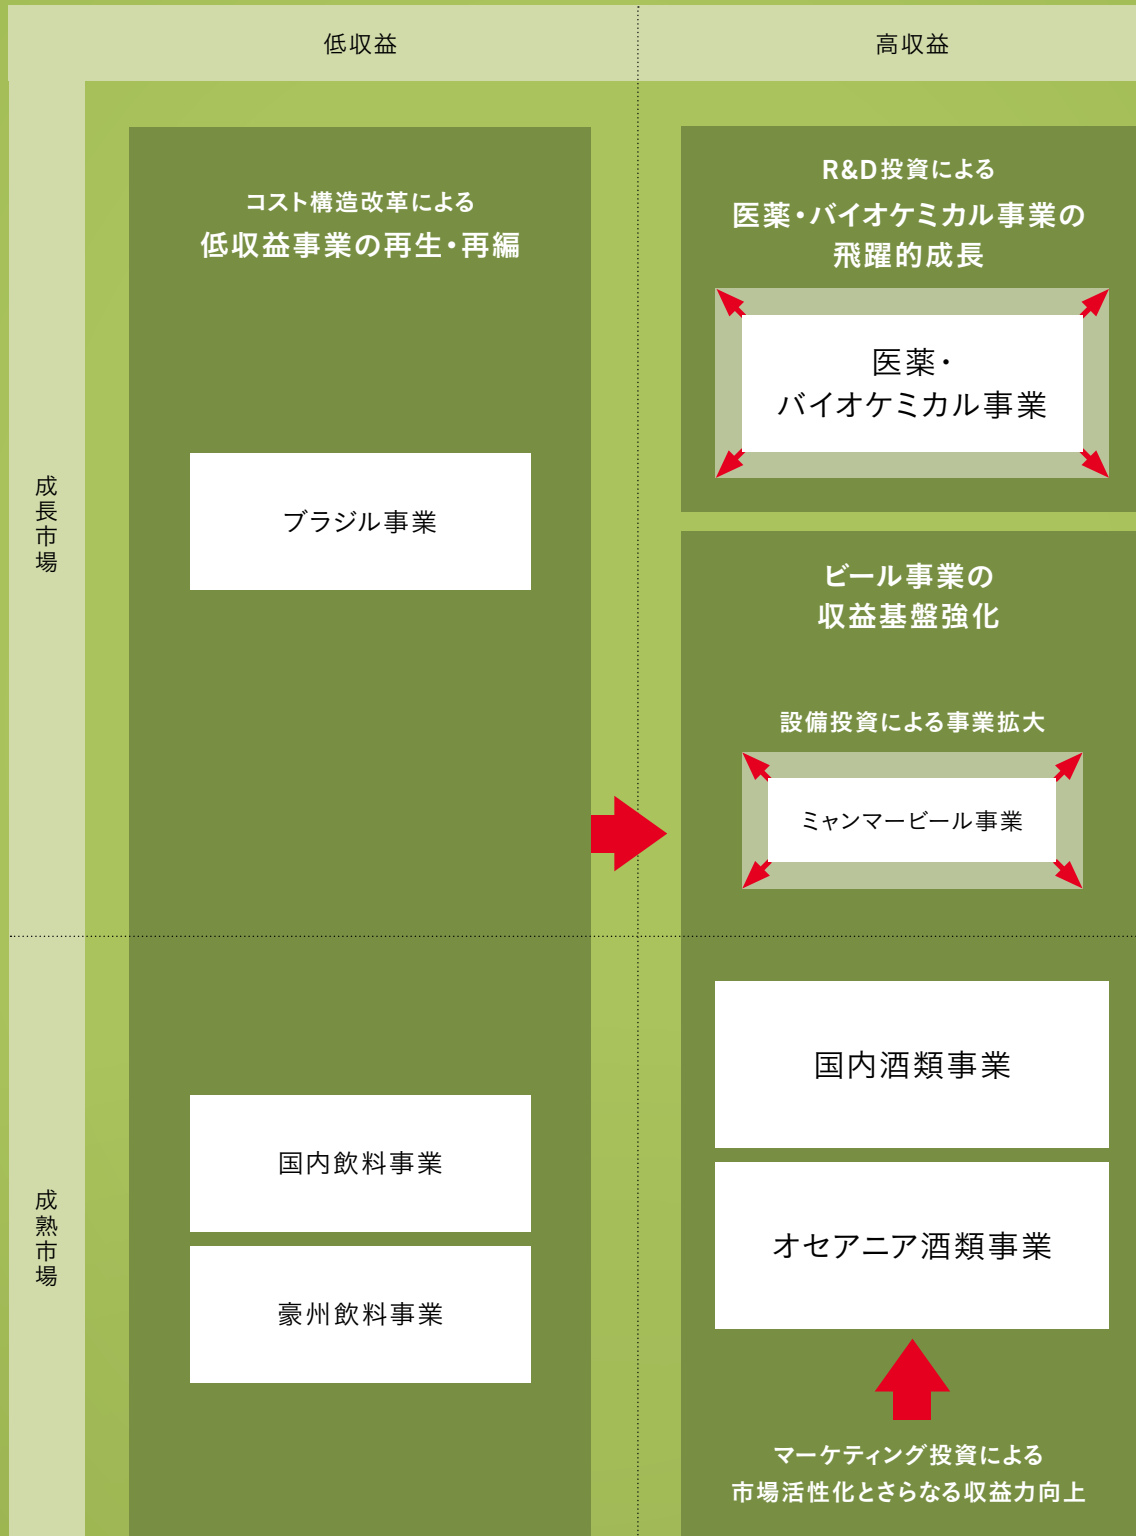 低収益
高収益
成長市場
コスト構造改革による
低収益事業の再生・再編
ブラジル事業
R&D投資による
医薬・バイオケミカル事業の
飛躍的成長
医薬・
バイオケミカル事業
ビール事業の
収益基盤強化
設備投資による事業拡大
ミャンマービール事業
成熟市場
国内飲料事業
豪州飲料事業
国内酒類事業
オセアニア酒類事業
マーケティング投資による
市場活性化とさらなる収益力向上